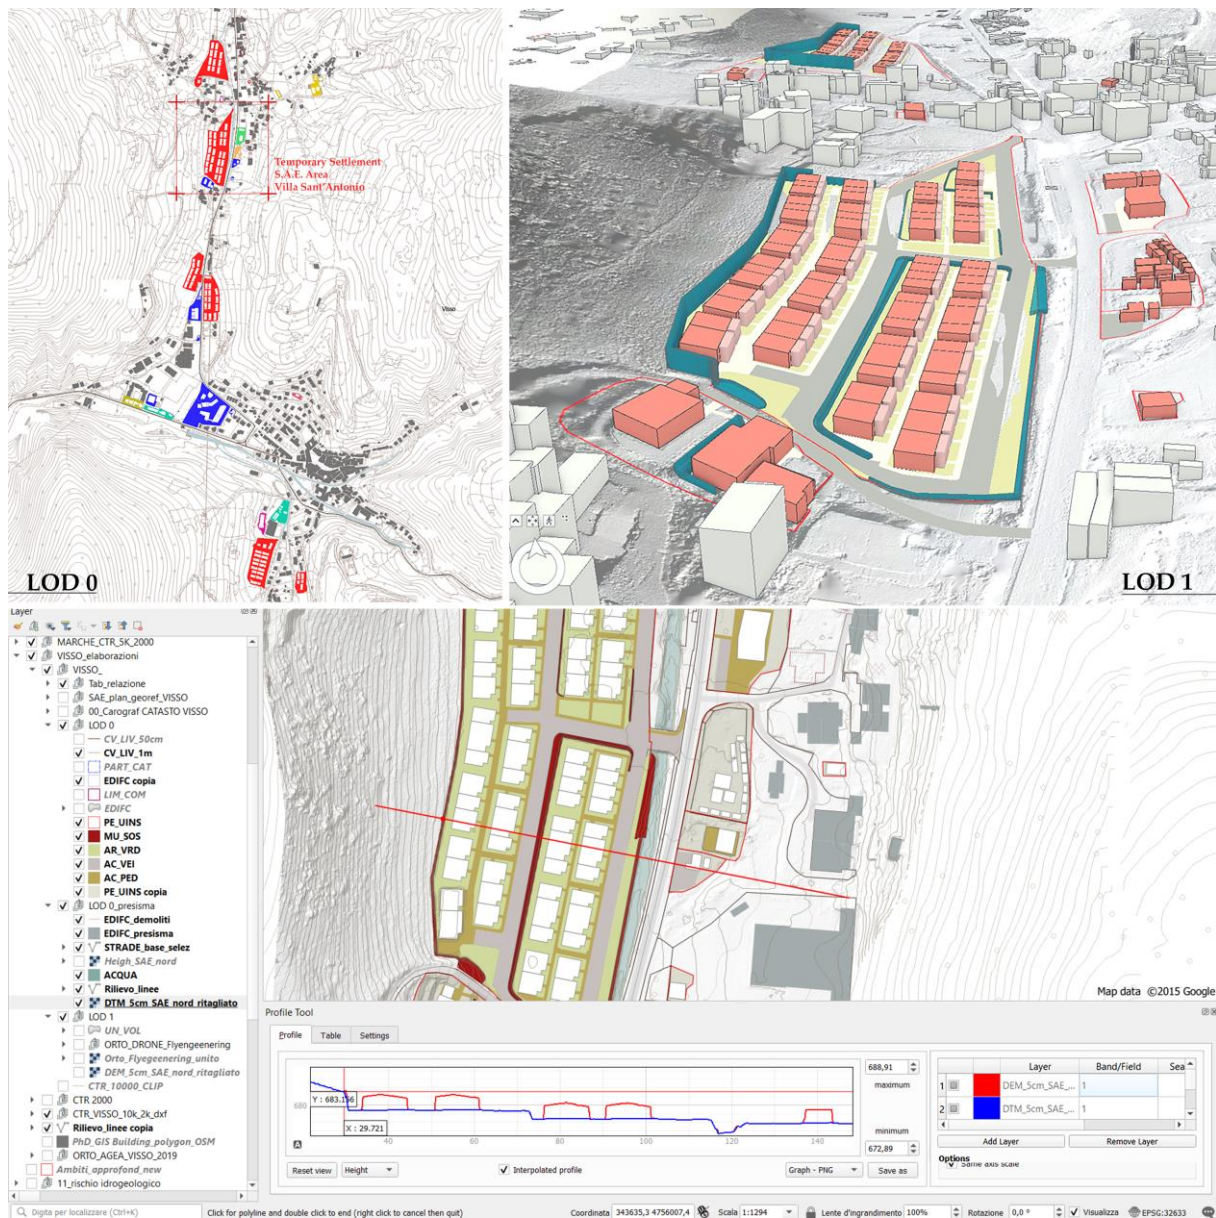 Temporary Settlement
S.A.E. Area
Villa Sant'Antonio
Visso
LOD 0
LOD 1
Layer
MARCHE_CTR_5K_2000
VISSO_elaborazioni
VISSO_
Tab_relazione
SAE_plan_georef_VISSO
00_Carograf CATASTO VISSO
LOD 0
CV_LIV_50cm
CV_LIV_1m
PART_CAT
EDIFC copia
LIM_COM
EDIFC
PE_UINS
MU_SOS
AR_VRD
AC_VEI
AC_PED
PE_UINS copia
LOD 0_presisma
EDIFC_demoliti
EDIFC_presisma
STRADE_base_selez
Heigh_SAE_nord
ACQUA
Rilievo_linee
DTM_5cm_SAE_nord_ritagliato
LOD 1
UN_VOL
ORTO_DRONE_Flyengeenering
Orto_Flyegeenering_unito
DEM_5cm_SAE_nord_ritagliato
CTR_10000_CLIP
CTR 2000
CTR_VISSO_10k_2k_dxf
Rilievo_linee copia
PhD_GIS Building_polygon_OSM
ORTO_AGEA_VISSO_2019
Ambiti_approfond_new
11_rischio idrogeologico
Map data ©2015 Google
Profile Tool
Profile Table Settings
688,91
maximum
Y : 683.156
680
X : 29.721
minimum
672,89
40 60 80 100 120 140
Layer Band/Field Sea
1 DEM_5cm_SAE_... 1
2 DTM_5cm_SAE_... 1
Add Layer Remove Layer
Options
Same axis scale
Reset view Height Interpolated profile Graph - PNG Save as
Digita per localizzare (Ctrl+K) Click for polyline and double click to end (right click to cancel then quit) Coordinata 343635,3 4756007,4 Scala 1:1294 Lente d'ingrandimento 100% Rotazione 0,0 ° Visualizza EPSG:32633